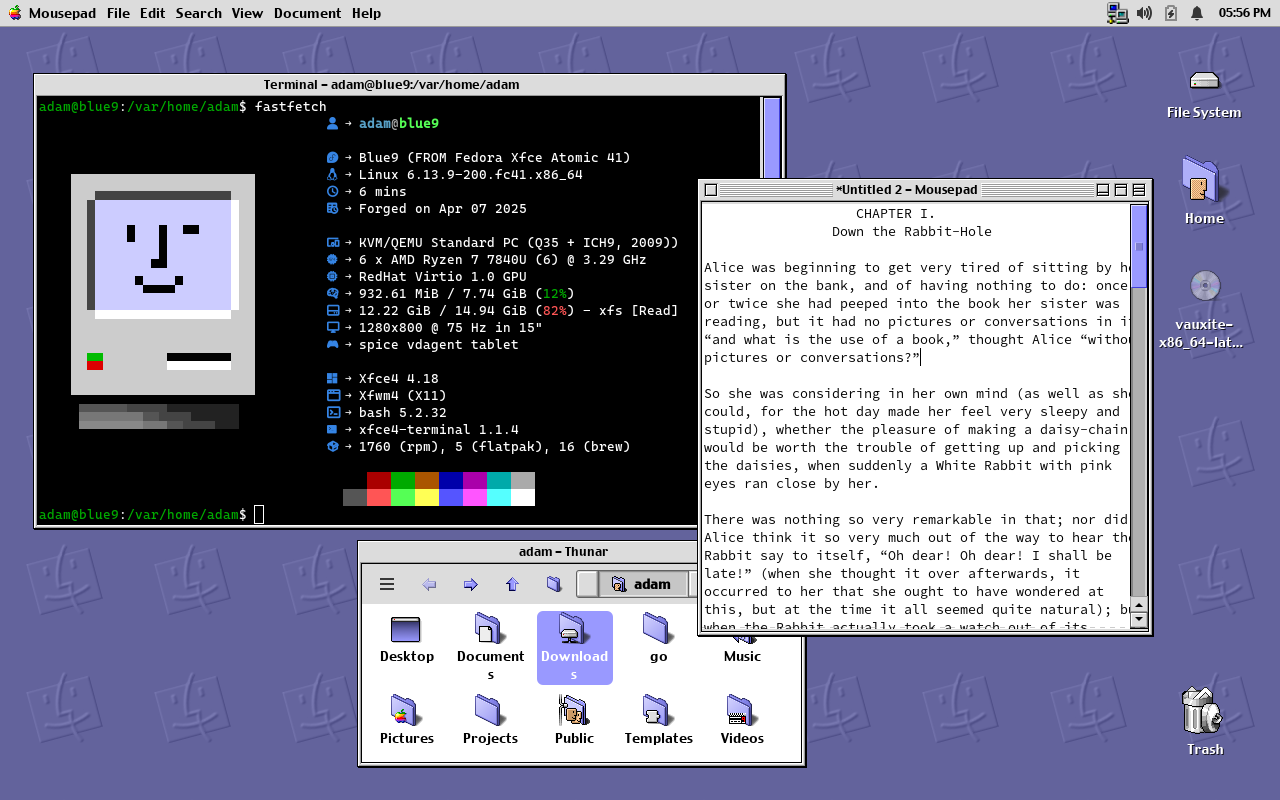 Mousepad File Edit Search View Document Help
05:56 PM
Terminal – adam@blue9:/var/home/adam
adam@blue9:/var/home/adam$ fastfetch
adam@blue9
Blue9 (FROM Fedora Xfce Atomic 41)
Linux 6.13.9-200.fc41.x86_64
6 mins
Forged on Apr 07 2025
KVM/QEMU Standard PC (Q35 + ICH9, 2009))
6 x AMD Ryzen 7 7840U (6) @ 3.29 GHz
RedHat Virtio 1.0 GPU
932.61 MiB / 7.74 GiB (12%)
12.22 GiB / 14.94 GiB (82%) – xfs [Read]
1280x800 @ 75 Hz in 15"
spice vdagent tablet
Xfce4 4.18
Xfwm4 (X11)
bash 5.2.32
xfce4-terminal 1.1.4
1760 (rpm), 5 (flatpak), 16 (brew)
adam@blue9:/var/home/adam$
*Untitled 2 – Mousepad
CHAPTER I.
Down the Rabbit-Hole
Alice was beginning to get very tired of sitting by he
sister on the bank, and of having nothing to do: once
or twice she had peeped into the book her sister was
reading, but it had no pictures or conversations in i
“and what is the use of a book,” thought Alice “withou
pictures or conversations?”
So she was considering in her own mind (as well as she
could, for the hot day made her feel very sleepy and
stupid), whether the pleasure of making a daisy-chain
would be worth the trouble of getting up and picking
the daisies, when suddenly a White Rabbit with pink
eyes ran close by her.
There was nothing so very remarkable in that; nor did
Alice think it so very much out of the way to hear the
Rabbit say to itself, “Oh dear! Oh dear! I shall be
late!” (when she thought it over afterwards, it
occurred to her that she ought to have wondered at
this, but at the time it all seemed quite natural); bu
when the Rabbit actually took a watch out of its
adam – Thunar
adam
Desktop
Documents
Downloads
go
Music
Pictures
Projects
Public
Templates
Videos
File System
Home
vauxite-
x86_64-lat...
Trash